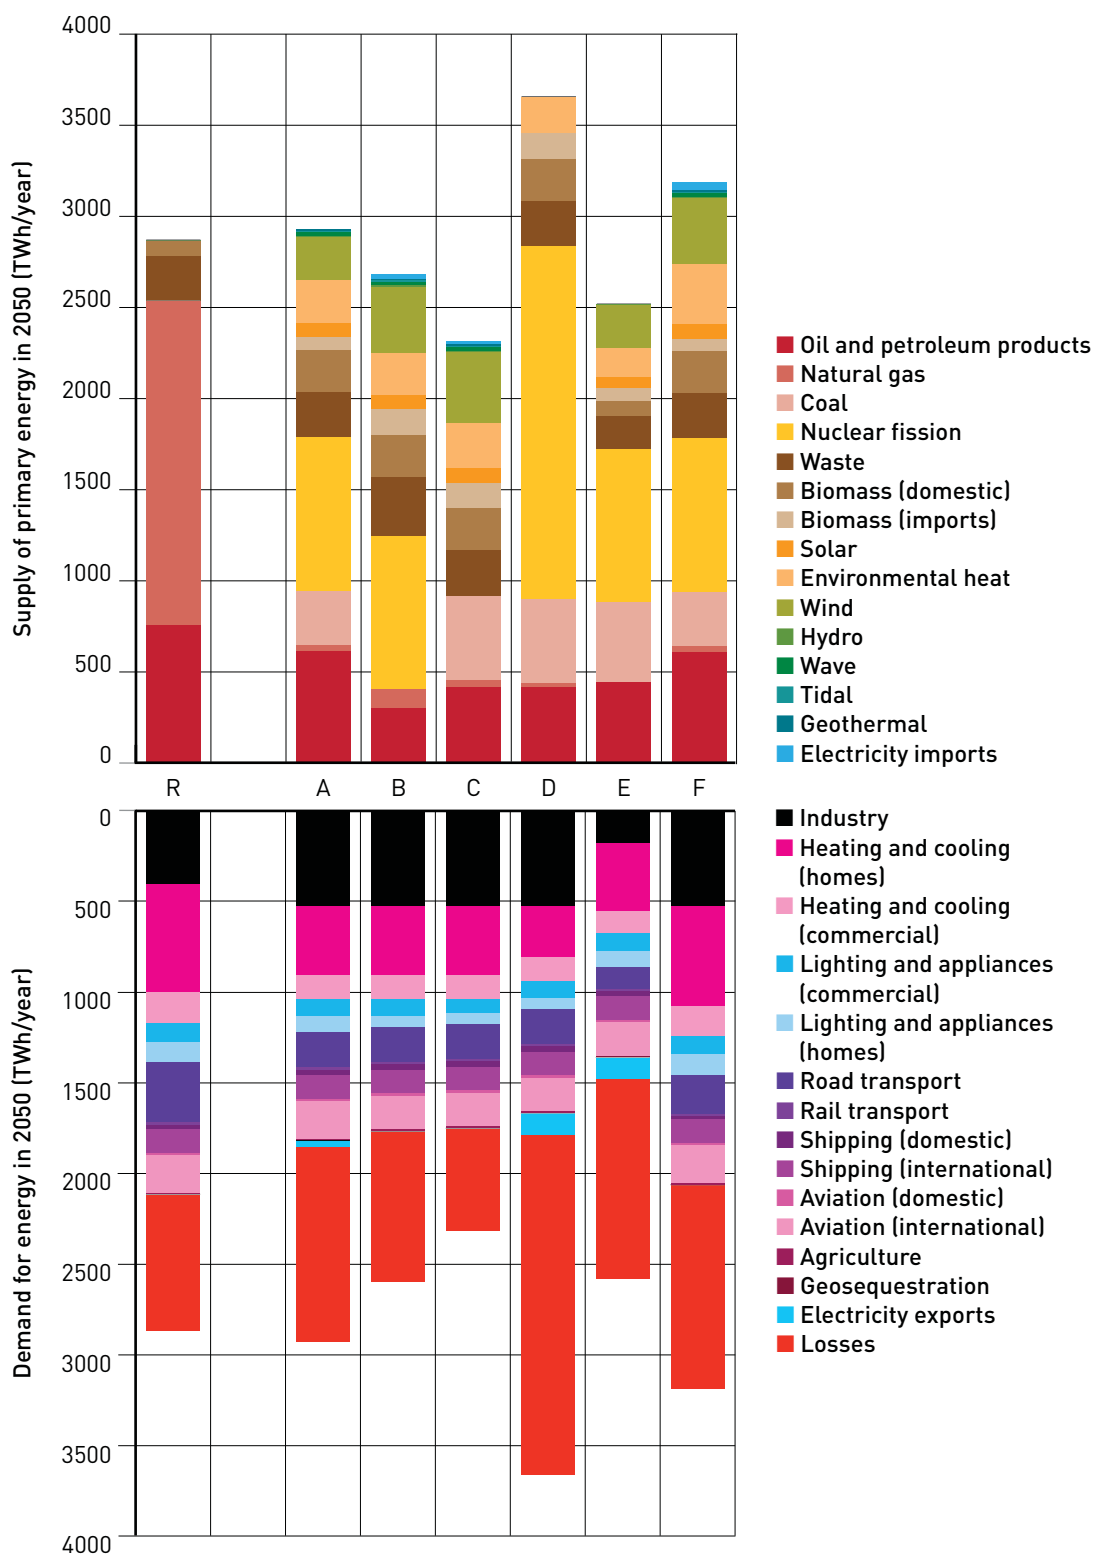 4000
3500
3000
2500
2000
1500
1000
500
0
Supply of primary energy in 2050 (TWh/year)
Oil and petroleum products
Natural gas
Coal
Nuclear fission
Waste
Biomass (domestic)
Biomass (imports)
Solar
Environmental heat
Wind
Hydro
Wave
Tidal
Geothermal
Electricity imports
R A B C D E F
0
500
1000
1500
2000
2500
3000
3500
4000
Demand for energy in 2050 (TWh/year)
Industry
Heating and cooling
(homes)
Heating and cooling
(commercial)
Lighting and appliances
(commercial)
Lighting and appliances
(homes)
Road transport
Rail transport
Shipping (domestic)
Shipping (international)
Aviation (domestic)
Aviation (international)
Agriculture
Geosequestration
Electricity exports
Losses